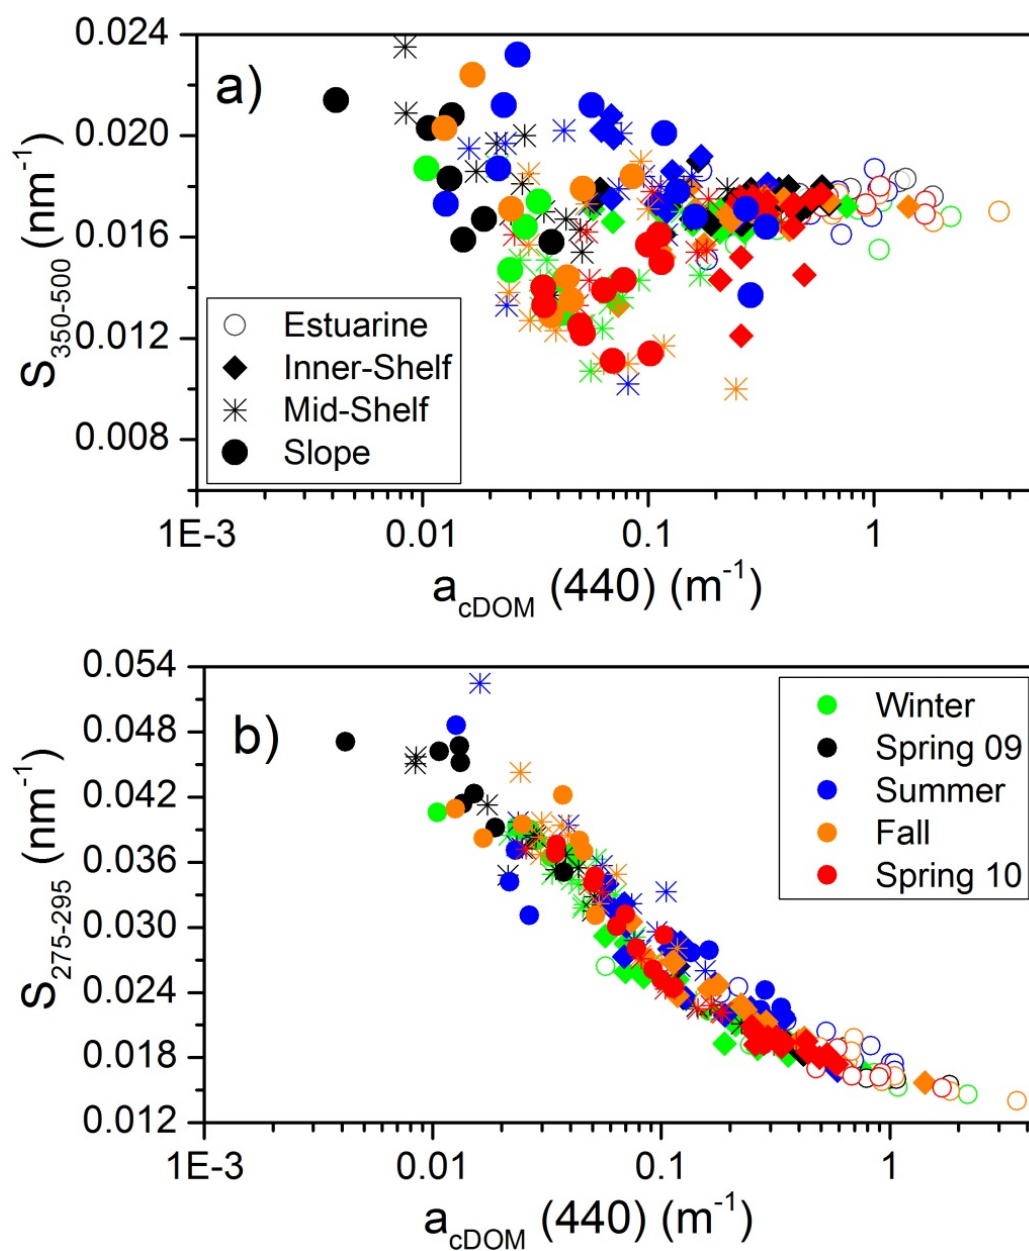 a)
0.024
0.020
0.016
0.012
0.008
S350-500 (nm-1)
Estuarine
Inner-Shelf
Mid-Shelf
Slope
1E-3 0.01 0.1 1
acDOM (440) (m-1)
b)
0.054
0.048
0.042
0.036
0.030
0.024
0.018
0.012
S275-295 (nm-1)
Winter
Spring 09
Summer
Fall
Spring 10
1E-3 0.01 0.1 1
acDOM (440) (m-1)